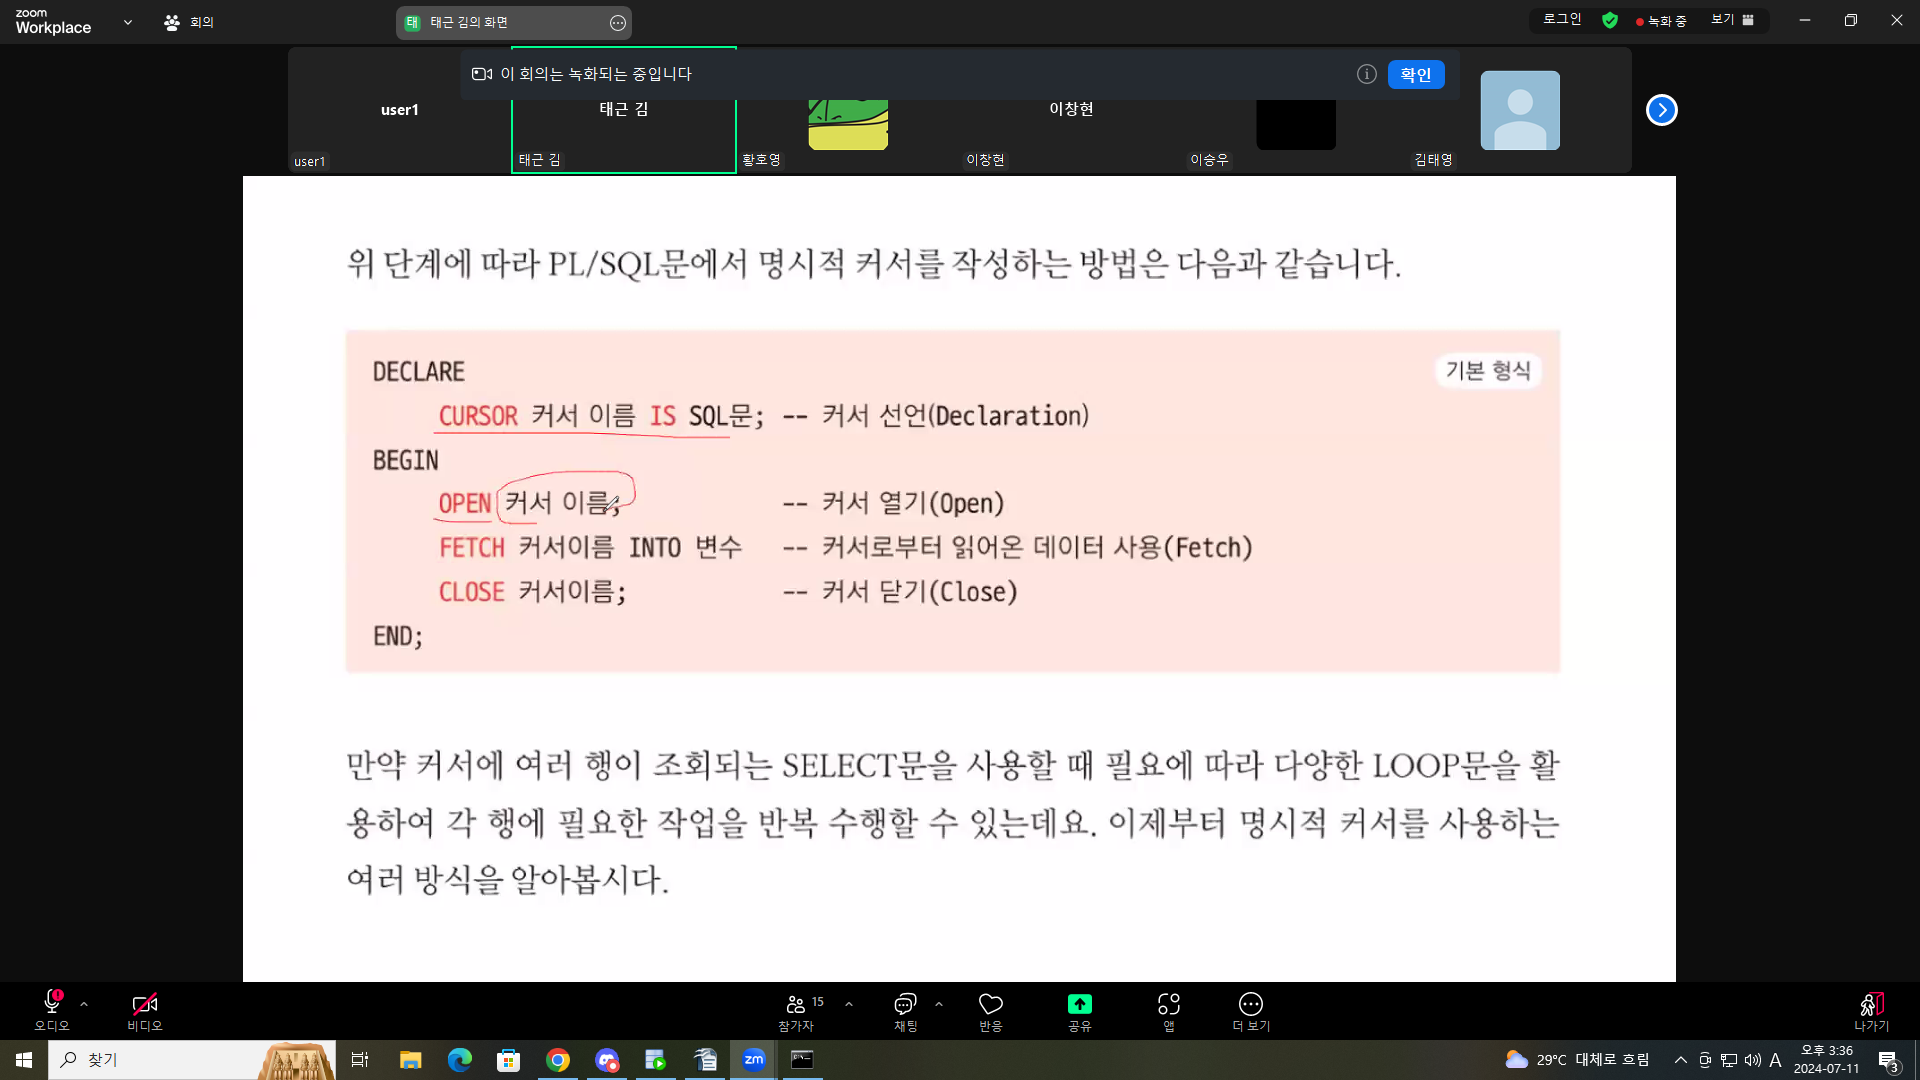 zoom
Workplace
회의
태 태근 김의 화면
로그인
녹화 중
보기
이 회의는 녹화되는 중입니다
확인
user1
태근 김
이창현
user1
태근 김
황호영
이창현
이승우
김태영
위 단계에 따라 PL/SQL문에서 명시적 커서를 작성하는 방법은 다음과 같습니다.
기본 형식
DECLARE
CURSOR 커서 이름 IS SQL문; -- 커서 선언(Declaration)
BEGIN
OPEN 커서 이름; -- 커서 열기(Open)
FETCH 커서이름 INTO 변수 -- 커서로부터 읽어온 데이터 사용(Fetch)
CLOSE 커서이름; -- 커서 닫기(Close)
END;
만약 커서에 여러 행이 조회되는 SELECT문을 사용할 때 필요에 따라 다양한 LOOP문을 활
용하여 각 행에 필요한 작업을 반복 수행할 수 있는데요. 이제부터 명시적 커서를 사용하는
여러 방식을 알아봅시다.
오디오
비디오
참가자
15
채팅
반응
공유
앱
더 보기
나가기
찾기
zm
29°C 대체로 흐림
A
오후 3:36
2024-07-11
3